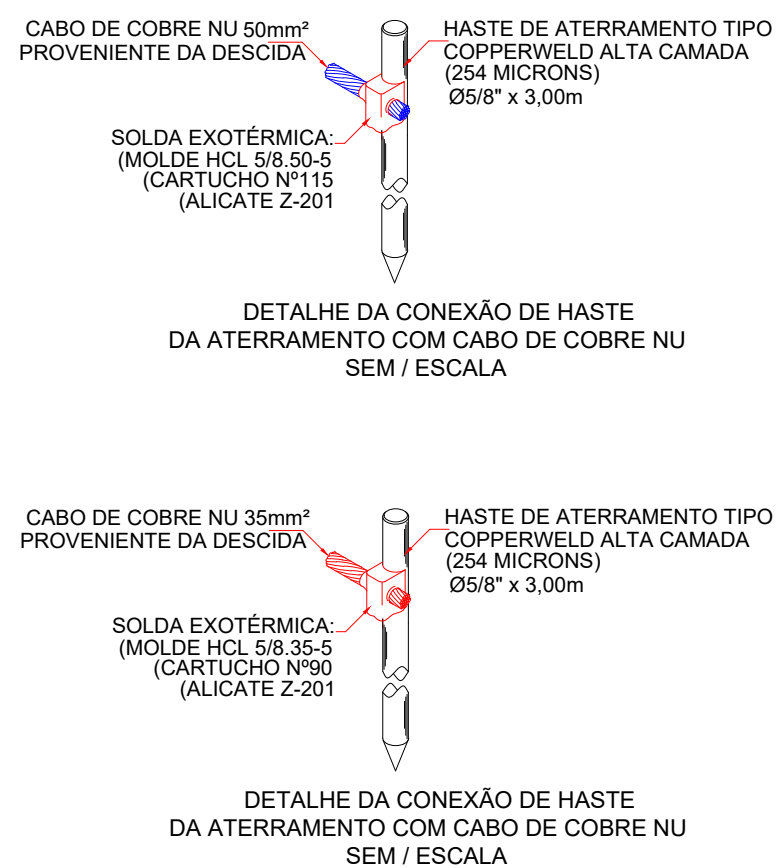 CABO DE COBRE NU 50mm²
PROVENIENTE DA DESCIDA
HASTE DE ATERRAMENTO TIPO
COPPERWELD ALTA CAMADA
(254 MICRONS)
Ø5/8" x 3,00m
SOLDA EXOTÉRMICA:
(MOLDE HCL 5/8.50-5
(CARTUCHO Nº115
(ALICATE Z-201
DETALHE DA CONEXÃO DE HASTE
DA ATERRAMENTO COM CABO DE COBRE NU
SEM / ESCALA
CABO DE COBRE NU 35mm²
PROVENIENTE DA DESCIDA
HASTE DE ATERRAMENTO TIPO
COPPERWELD ALTA CAMADA
(254 MICRONS)
Ø5/8" x 3,00m
SOLDA EXOTÉRMICA:
(MOLDE HCL 5/8.35-5
(CARTUCHO Nº90
(ALICATE Z-201
DETALHE DA CONEXÃO DE HASTE
DA ATERRAMENTO COM CABO DE COBRE NU
SEM / ESCALA